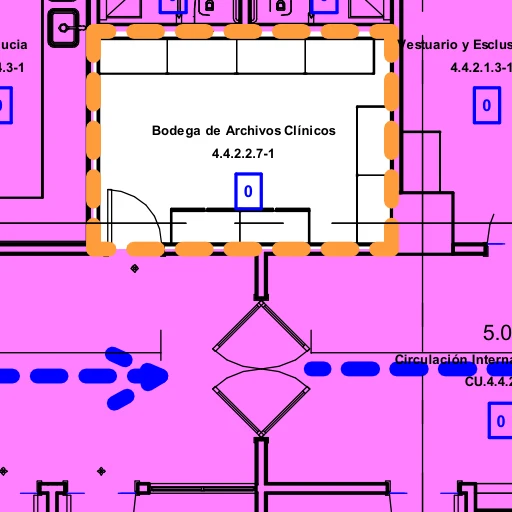 ucia
4.3-1
0
Vestuario y Esclus
4.4.2.1.3-1
0
Bodega de Archivos Clínicos
4.4.2.2.7-1
0
5.0
Circulación Interna
CU.4.4.2
0